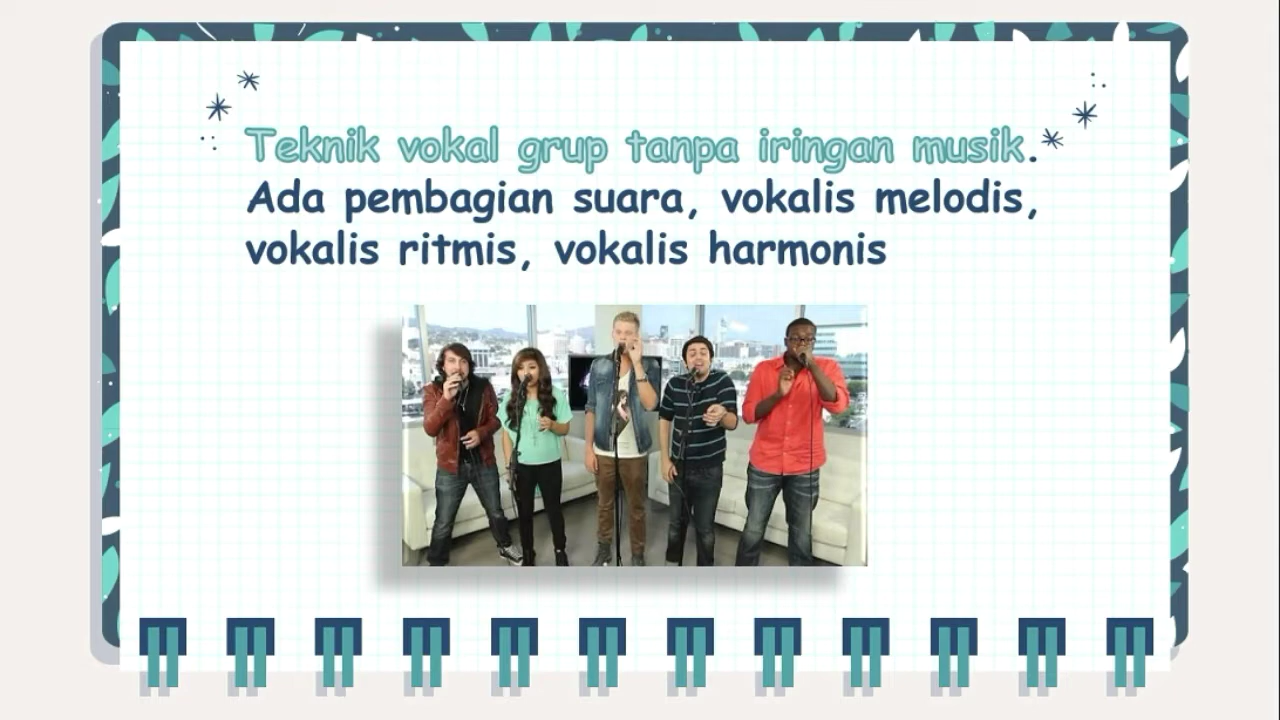 Teknik vokal grup tanpa iringan musik.
Ada pembagian suara, vokalis melodis,
vokalis ritmis, vokalis harmonis